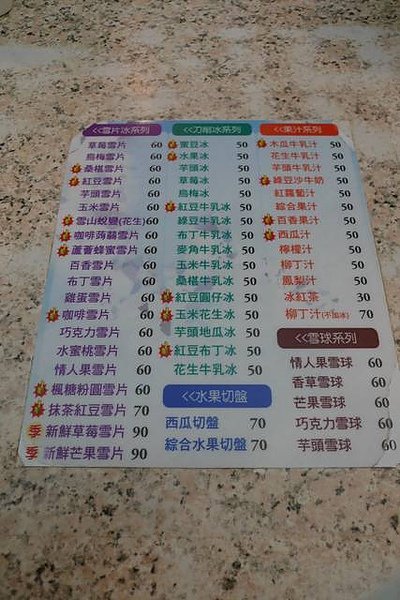 <<雪片冰系列
草莓雪片 60
烏梅雪片 60
桑椹雪片 60
紅豆雪片 60
芋頭雪片 60
玉米雪片 60
雪山蛻變(花生) 60
咖啡蒟蒻雪片 60
蘆薈蜂蜜雪片 60
百香雪片 60
布丁雪片 60
雞蛋雪片 60
咖啡雪片 60
巧克力雪片 60
水蜜桃雪片 60
情人果雪片 60
楓糖粉圓雪片 60
抹茶紅豆雪片 70
季 新鮮草莓雪片 90
季 新鮮芒果雪片 90
<<刀削冰系列
蜜豆冰 50
水果冰 50
芋頭冰 50
草莓冰 50
烏梅冰 50
紅豆牛乳冰 50
綠豆牛乳冰 50
布丁牛乳冰 50
麥角牛乳冰 50
玉米牛乳冰 50
桑椹牛乳冰 50
紅豆圓仔冰 50
玉米花生冰 50
芋頭地瓜冰 50
紅豆布丁冰 50
花生牛乳冰 50
<<水果切盤
西瓜切盤 70
綜合水果切盤 70
<<果汁系列
木瓜牛乳汁 50
花生牛乳汁 50
芋頭牛乳汁 50
綠豆沙牛奶 50
紅蘿蔔汁 50
綜合果汁 50
百香果汁 50
西瓜汁 50
檸檬汁 50
柳丁汁 50
鳳梨汁 50
冰紅茶 30
柳丁汁(不加冰) 70
<<雪球系列
情人果雪球 60
香草雪球 60
芒果雪球 60
巧克力雪球 60
芋頭雪球 60